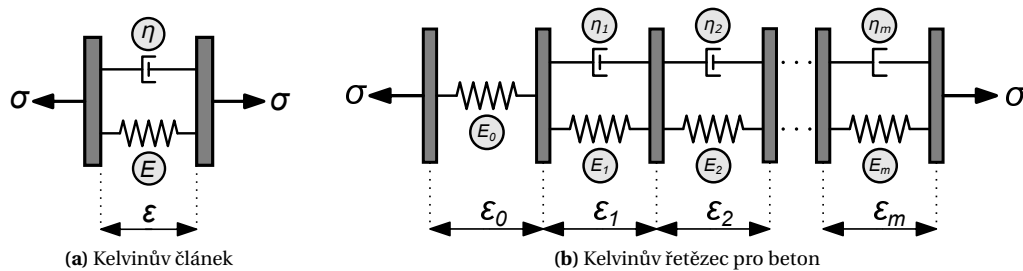 η
σ
σ
E
ε
(a) Kelvinův článek
η₁ η₂ ηₘ
σ
σ
E₀
E₁ E₂ Eₘ
ε₀ ε₁ ε₂ εₘ
(b) Kelvinův řetězec pro beton